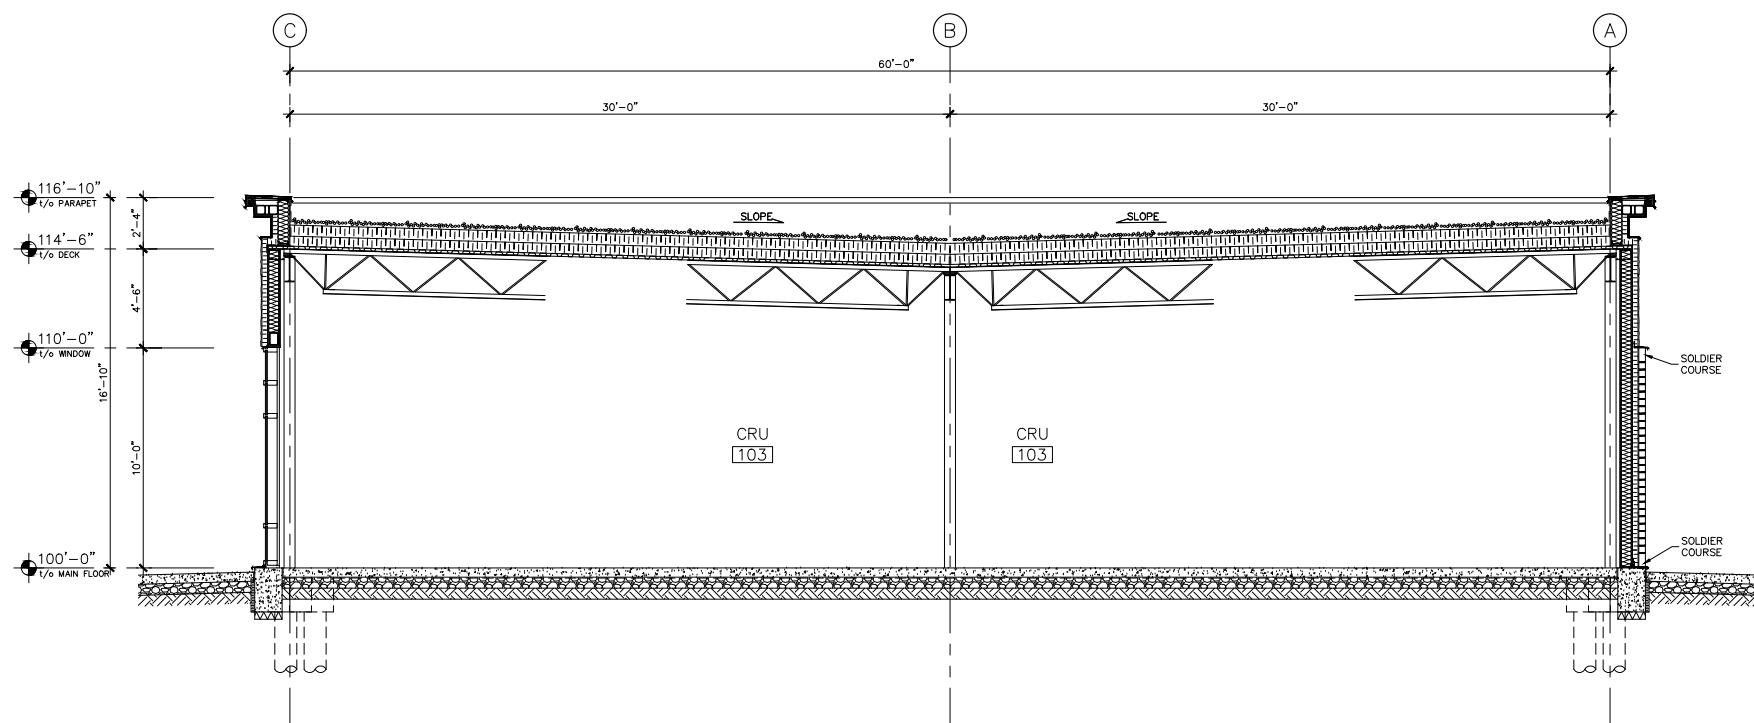 C
B
A
60'-0"
30'-0"
30'-0"
116'-10"
t/o PARAPET
2'-4"
SLOPE
SLOPE
114'-6"
t/o DECK
4'-6"
110'-0"
t/o WINDOW
SOLDIER
COURSE
16'-10"
CRU
103
CRU
103
10'-0"
SOLDIER
COURSE
100'-0"
t/o MAIN FLOOR